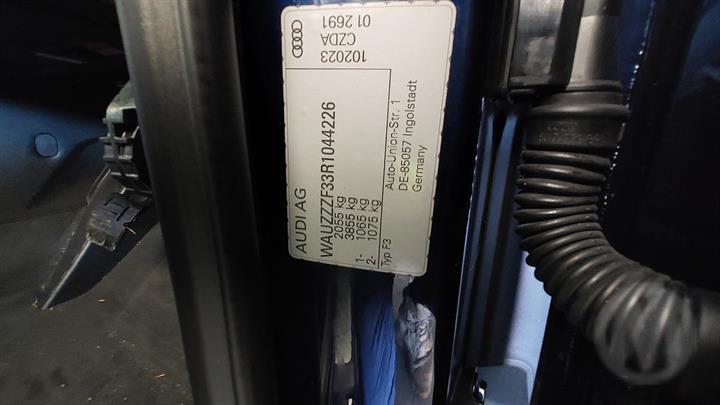 AUDI AG
WAUZZZF33R1044226
2055 kg
3855 kg
1- 1065 kg
2- 1075 kg
Typ F3
102023
CZDA
01 2691
Auto-Union-Str. 1
DE-85057 Ingolstadt
Germany